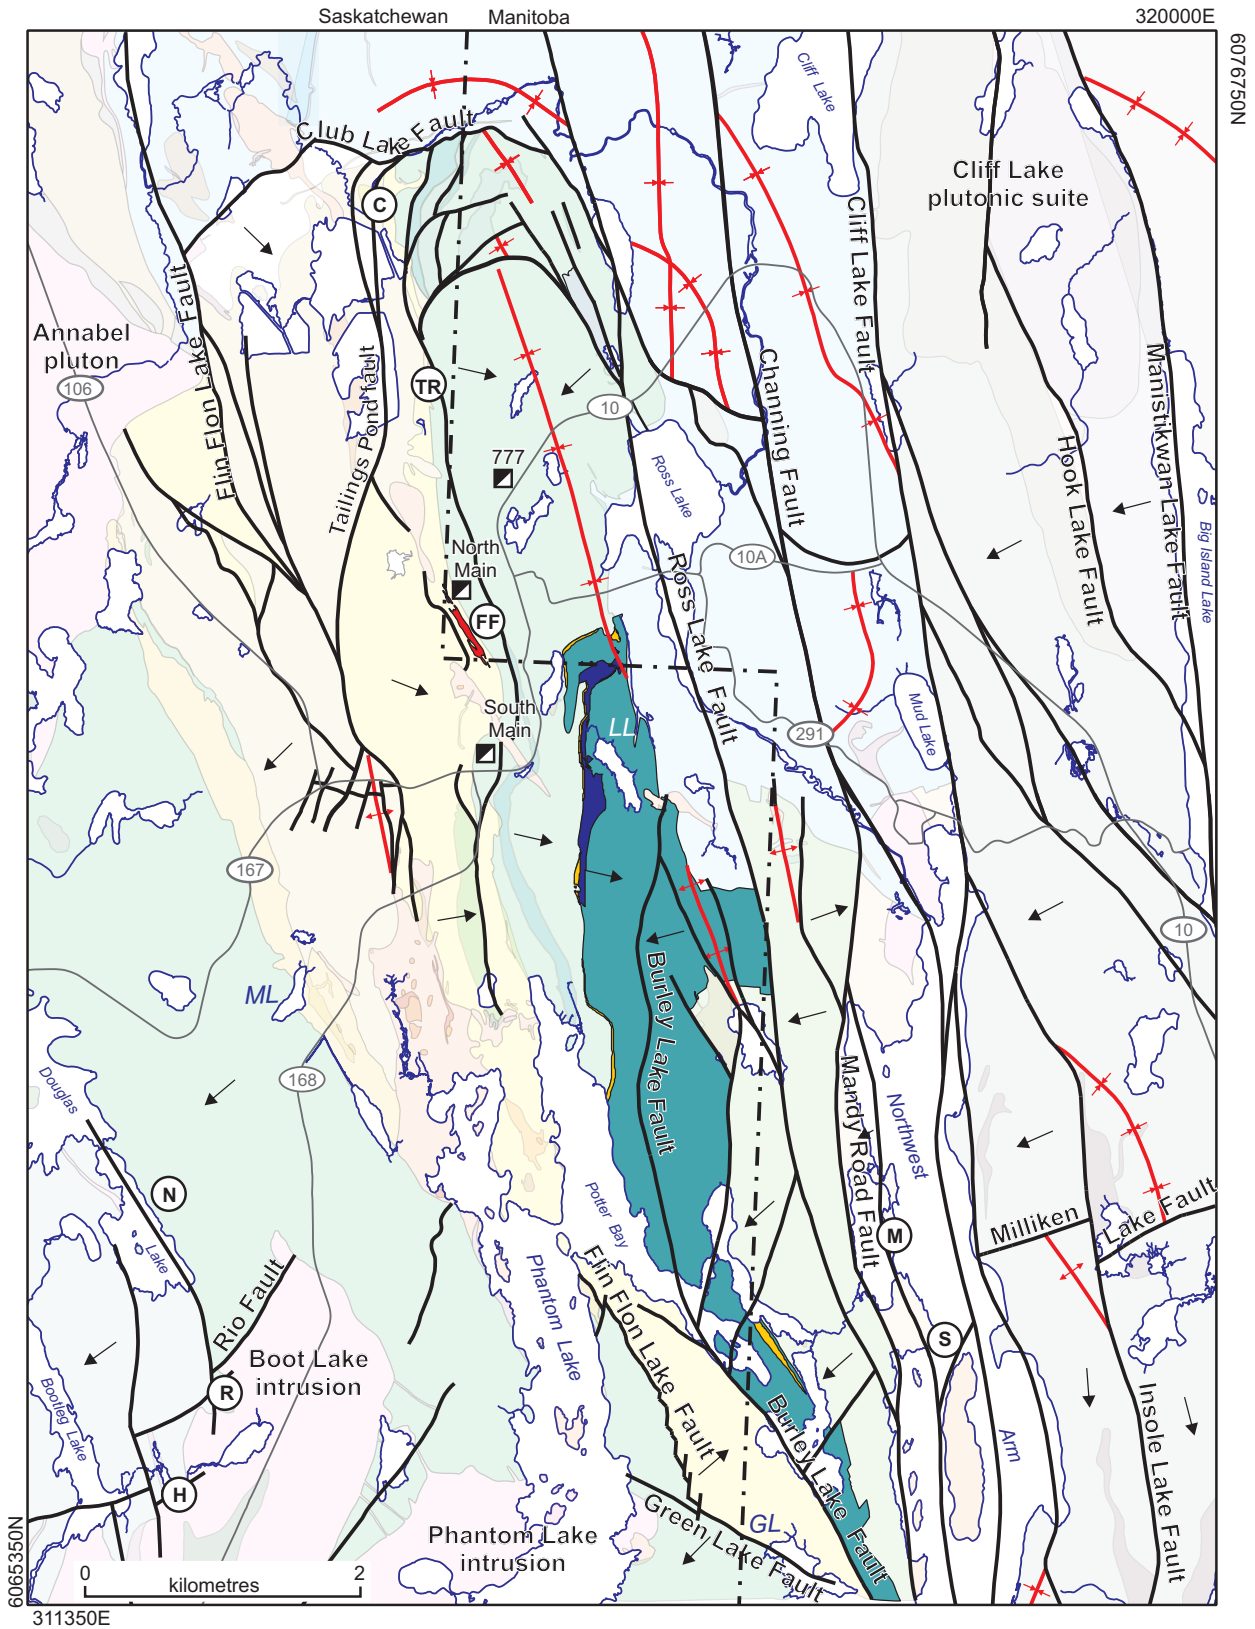 Saskatchewan
Manitoba
320000E
6076750N
Cliff Lake
Club Lake Fault
Cliff Lake
plutonic suite
C
Cliff Lake Fault
Annabel
pluton
106
Flin Flon Lake Fault
Tailings Pond fault
TR
10
Channing Fault
Manistikwan Lake Fault
Hook Lake Fault
777
Ross Lake
Big Island Lake
North
Main
10A
FF
Ross Lake Fault
South
Main
LL
291
Mud Lake
167
10
ML
Burley Lake Fault
168
Douglas
Lake
Mandy Road Fault
Northwest
Arm
N
Potter Bay
M
Milliken
Lake Fault
Phantom Lake
Flin Flon Lake Fault
Rio Fault
S
Boot Lake
intrusion
R
Bootleg Lake
Burley Lake Fault
Insole Lake Fault
H
Green Lake Fault
GL
Phantom Lake
intrusion
0
2
kilometres
6065350N
311350E